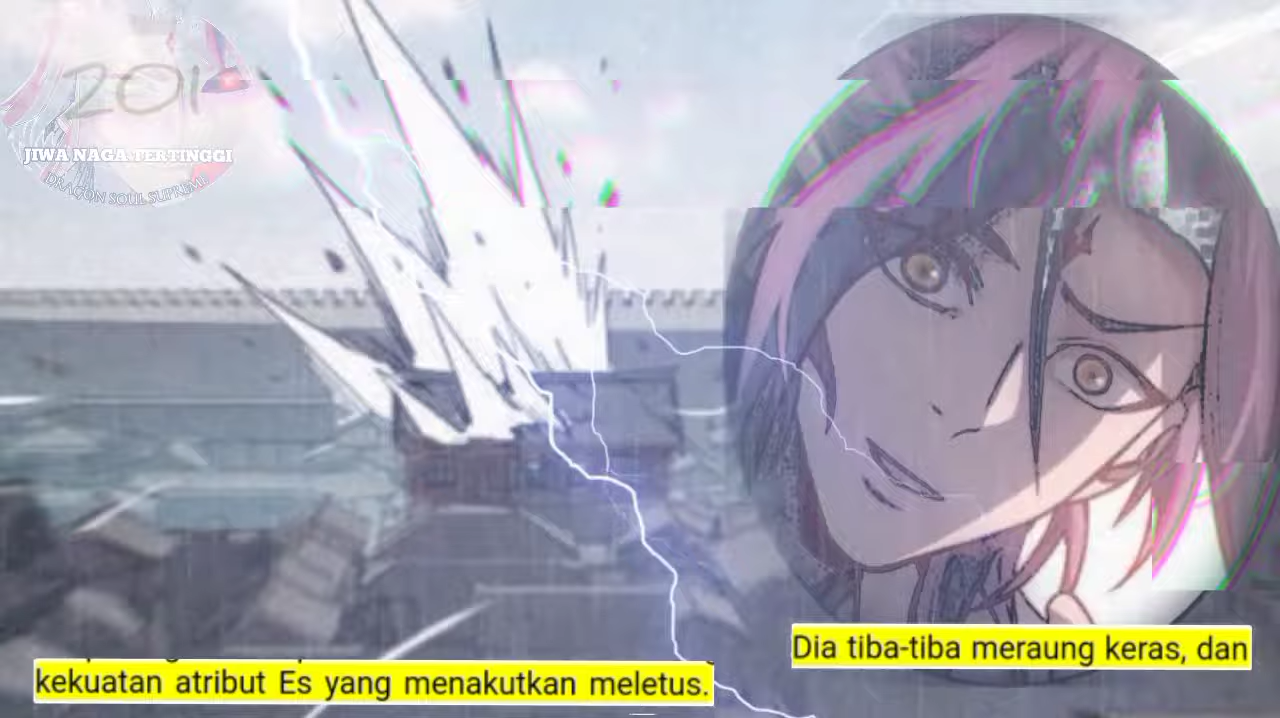 201
JIWA NAGA TERTINGGI
DRAGON SOUL SUPREME
Dia tiba-tiba meraung keras, dan
kekuatan atribut Es yang menakutkan meletus.